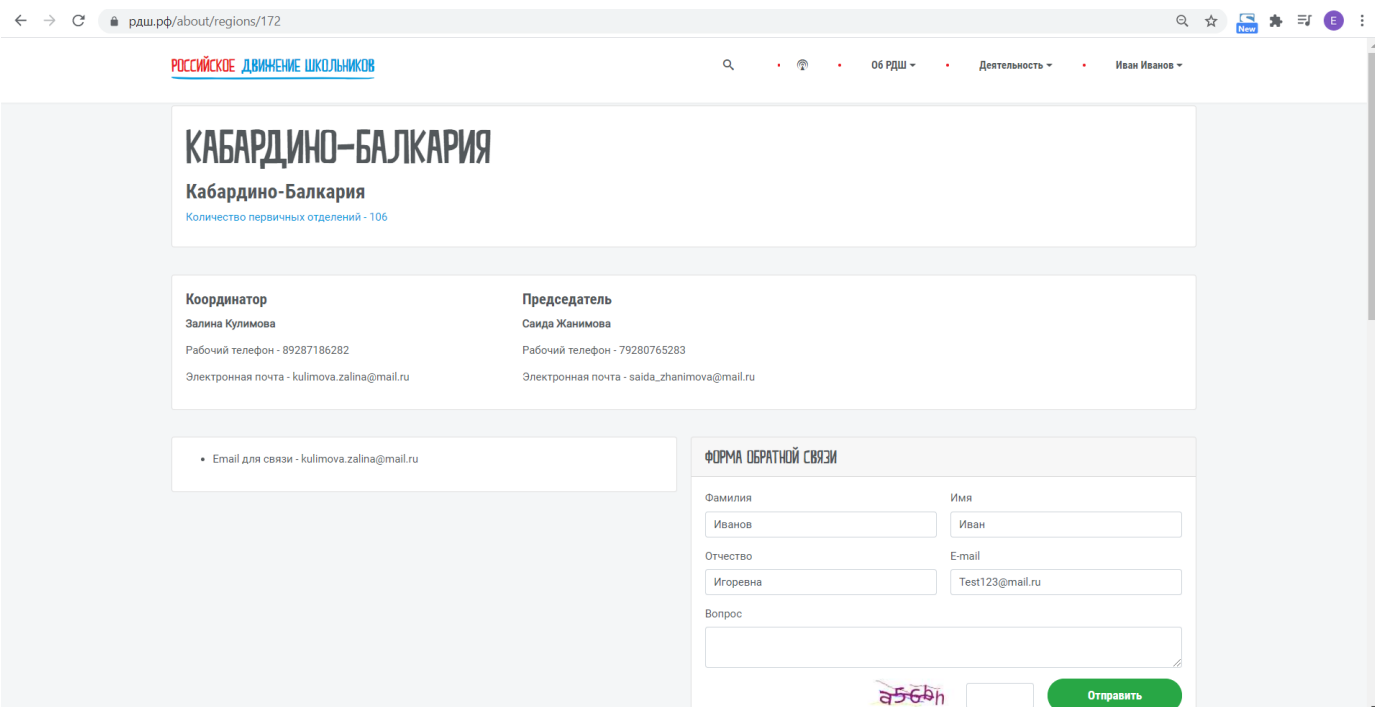 рдш.рф/about/regions/172
New
E
РОССИЙСКОЕ ДВИЖЕНИЕ ШКОЛЬНИКОВ
Об РДШ
Деятельность
Иван Иванов
КАБАРДИНО-БАЛКАРИЯ
Кабардино-Балкария
Количество первичных отделений - 106
Координатор
Залина Кулимова
Рабочий телефон - 89287186282
Электронная почта - kulimova.zalina@mail.ru
Председатель
Саида Жанимова
Рабочий телефон - 79280765283
Электронная почта - saida_zhanimova@mail.ru
Email для связи - kulimova.zalina@mail.ru
ФОРМА ОБРАТНОЙ СВЯЗИ
Фамилия
Иванов
Имя
Иван
Отчество
Игоревна
E-mail
Test123@mail.ru
Вопрос
Отправить